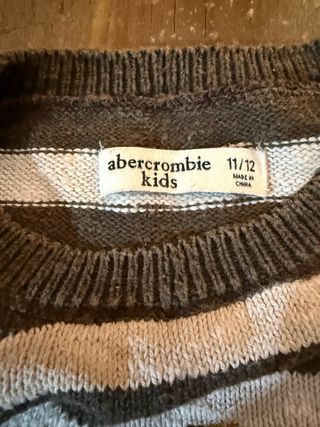 abercrombie
kids
11/12
MADE IN
CHINA